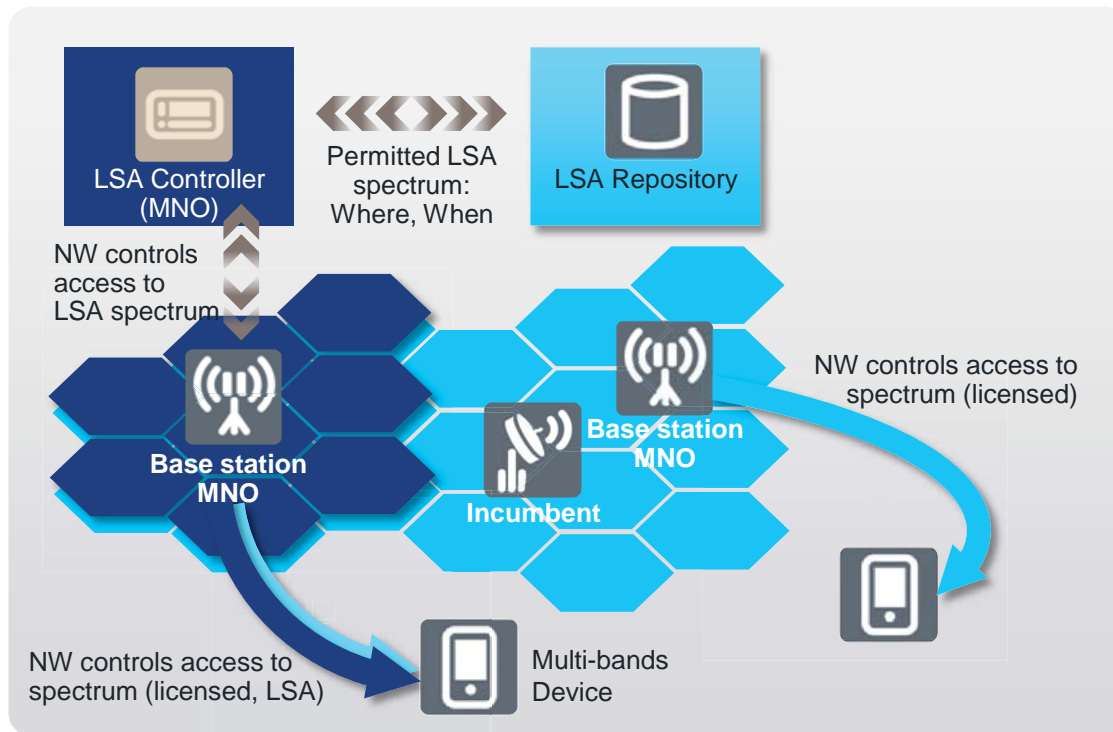 LSA Controller
(MNO)
Permitted LSA
spectrum:
Where, When
LSA Repository
NW controls
access to
LSA spectrum
NW controls access to
spectrum (licensed)
Base station
MNO
Base station
MNO
Incumbent
NW controls access to
spectrum (licensed, LSA)
Multi-bands
Device